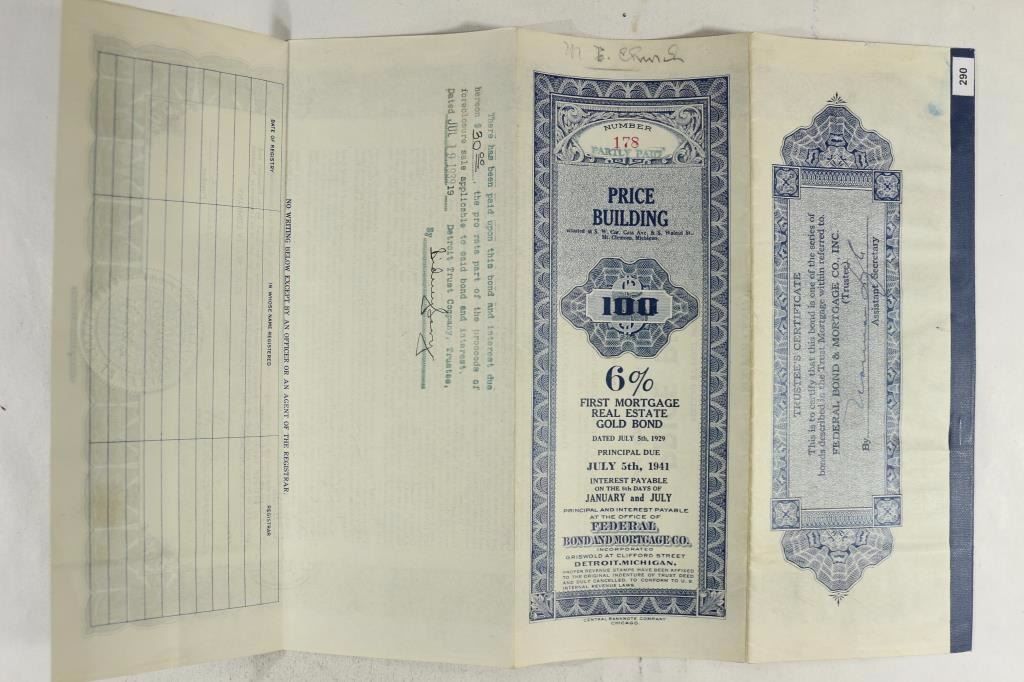 DATE OF REGISTRY
IN WHOSE NAME REGISTERED
REGISTRAR
NO WRITING BELOW EXCEPT BY AN OFFICER OR AN AGENT OF THE REGISTRAR.
There has been paid upon this bond and interest due
hereon $30 00, the pro rata part of the proceeds of
foreclosure sale applicable to said bond and interest.
Dated JUL 19 1939 19
Detroit Trust Company, Trustee,
By
M E Church
NUMBER
178
PARTLY PAID
PRICE
BUILDING
situated at S. W. Cor. Cass Ave. & S. Walnut St.,
Mt. Clemens, Michigan.
100
6%
FIRST MORTGAGE
REAL ESTATE
GOLD BOND
DATED JULY 5th, 1929
PRINCIPAL DUE
JULY 5th, 1941
INTEREST PAYABLE
ON THE 5th DAYS OF
JANUARY and JULY
PRINCIPAL AND INTEREST PAYABLE
AT THE OFFICE OF
FEDERAL
BOND AND MORTGAGE CO.
INCORPORATED
GRISWOLD AT CLIFFORD STREET
DETROIT, MICHIGAN.
PROPER REVENUE STAMPS HAVE BEEN AFFIXED
TO THE ORIGINAL INDENTURE OF TRUST DEED
AND DULY CANCELLED, TO CONFORM TO U. S.
INTERNAL REVENUE LAWS.
CENTRAL BANKNOTE COMPANY
CHICAGO.
TRUSTEE'S CERTIFICATE
This is to certify that this bond is one of the series of
bonds described in the Trust Mortgage within referred to.
FEDERAL BOND & MORTGAGE CO., INC.
(Trustee)
By
Assistant Secretary
290